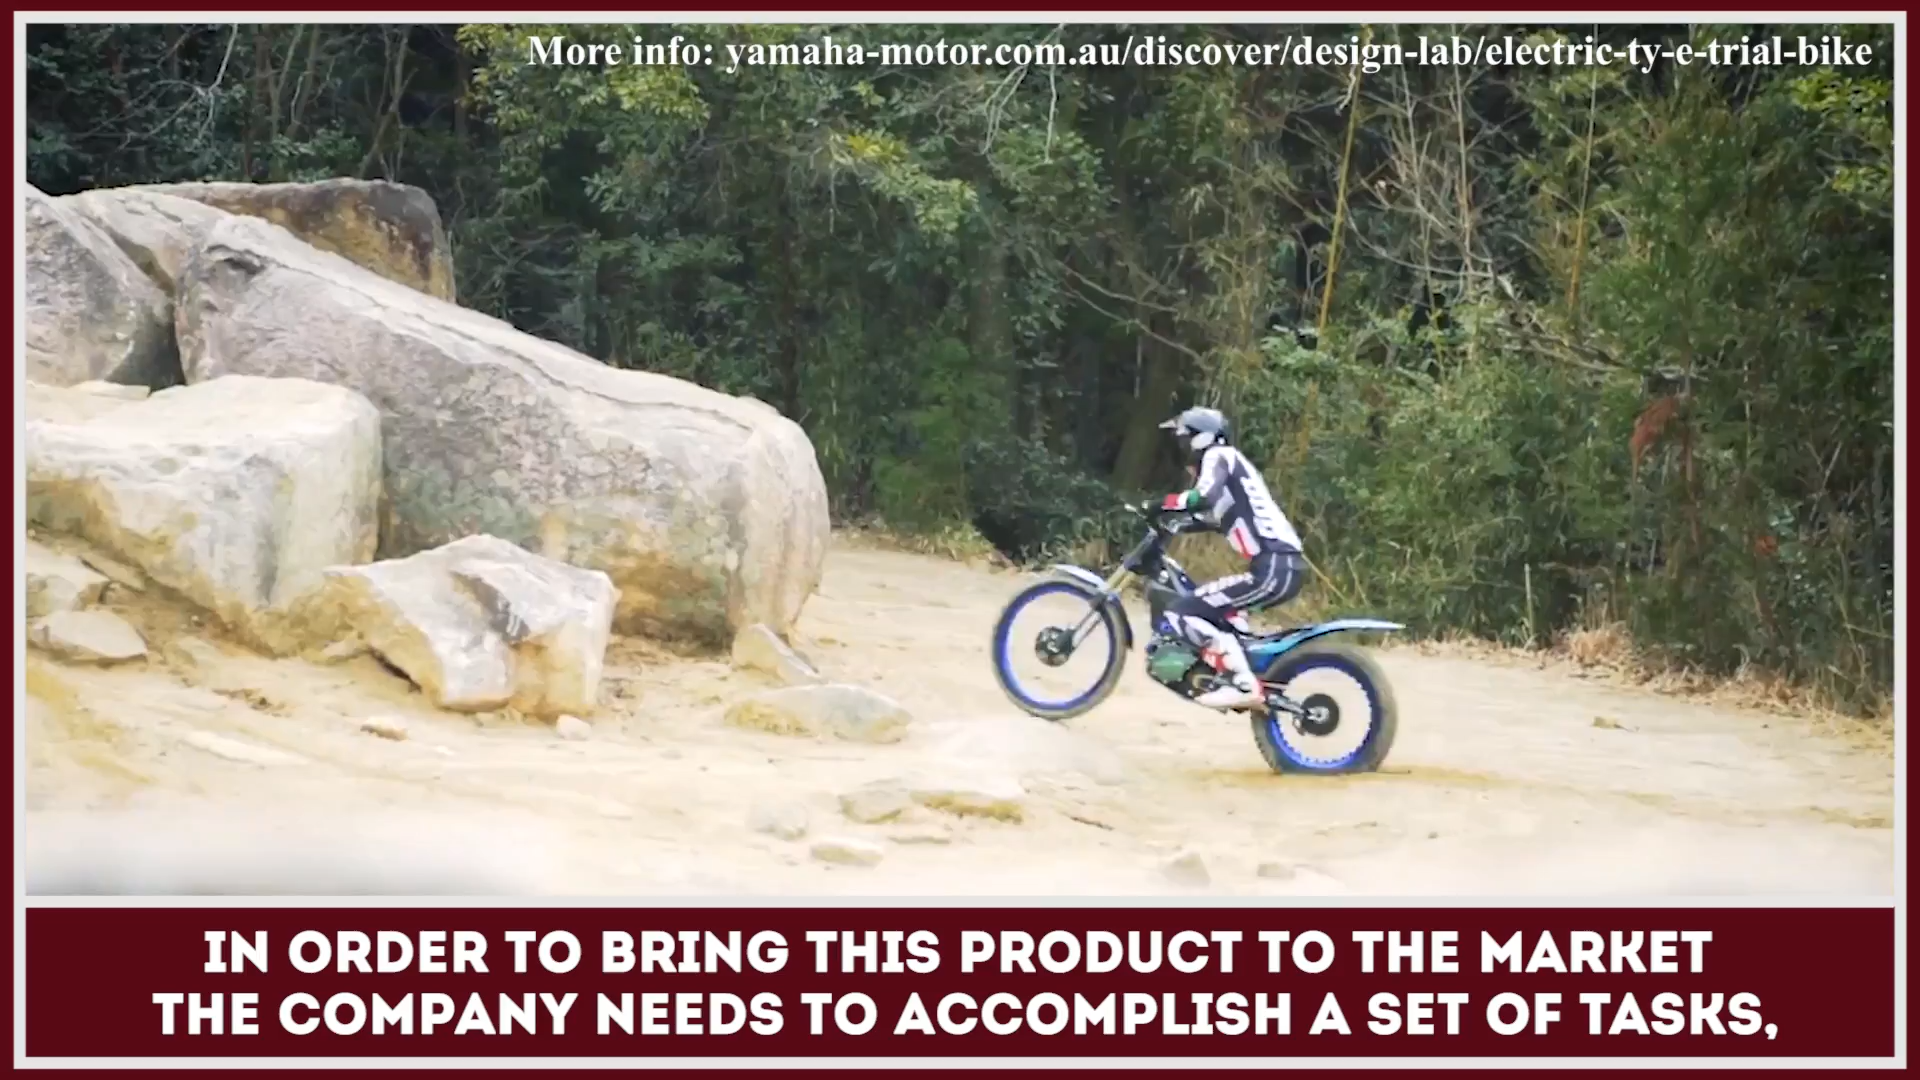 More info: yamaha-motor.com.au/discover/design-lab/electric-ty-e-trial-bike
IN ORDER TO BRING THIS PRODUCT TO THE MARKET
THE COMPANY NEEDS TO ACCOMPLISH A SET OF TASKS,